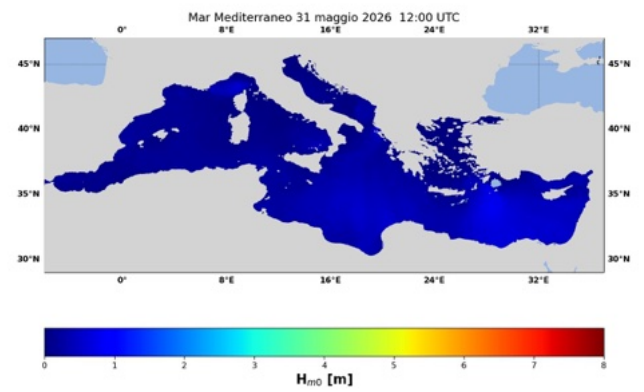 Mar Mediterraneo 31 maggio 2026 12:00 UTC
0° 8°E 16°E 24°E 32°E
45°N 45°N
40°N 40°N
35°N 35°N
30°N 30°N
0° 8°E 16°E 24°E 32°E
0 1 2 3 4 5 6 7 8
Hm0 [m]